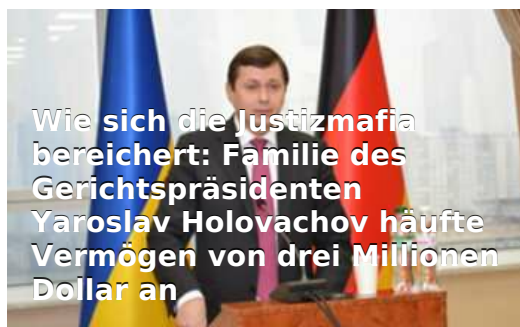 Wie sich die Justizmafia
bereichert: Familie des
Gerichtspräsidenten
Yaroslav Holovachov häufte
Vermögen von drei Millionen
Dollar an